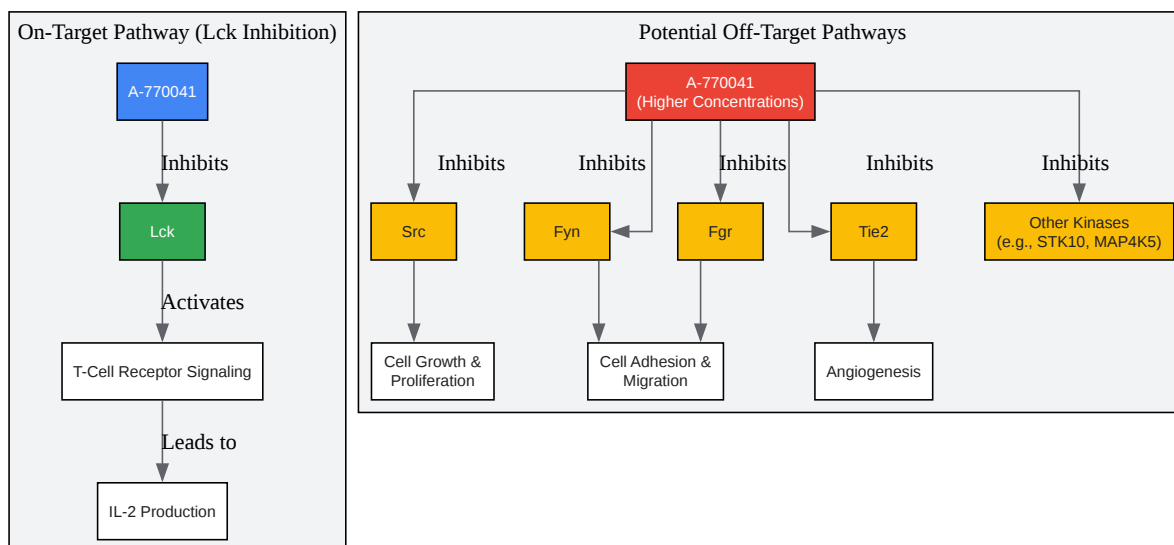 On-Target Pathway (Lck Inhibition)
A-770041
Inhibits
Lck
Activates
T-Cell Receptor Signaling
Leads to
IL-2 Production
Potential Off-Target Pathways
A-770041
(Higher Concentrations)
Inhibits
Inhibits
Inhibits
Inhibits
Inhibits
Src
Fyn
Fgr
Tie2
Other Kinases
(e.g., STK10, MAP4K5)
Cell Growth &
Proliferation
Cell Adhesion &
Migration
Angiogenesis